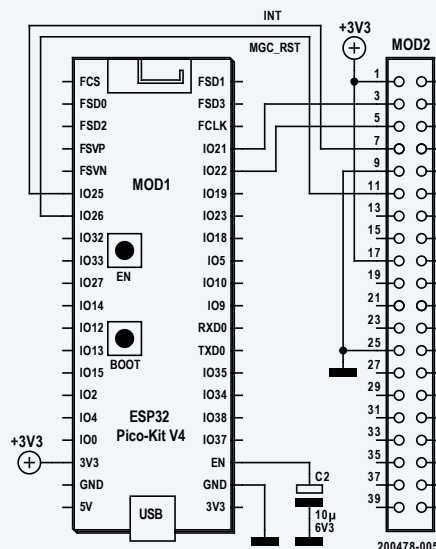 INT
+3V3
MGC_RST
MOD2
FCS FSD1
FSD0 FSD3
FSD2 FCLK
FSVP IO21
FSVN IO22
IO25 IO19
IO26 IO23
IO32 IO18
IO33 IO5
IO27 IO10
IO14 IO9
IO12 RXD0
IO13 TXD0
IO15 IO35
IO2 IO34
IO4 IO38
IO0 IO37
3V3 EN
GND GND
5V 3V3
MOD1
EN
BOOT
ESP32
Pico-Kit V4
USB
+3V3
C2
10µ
6V3
1
3
5
7
9
11
13
15
17
19
21
23
25
27
29
31
33
35
37
39
200478-005